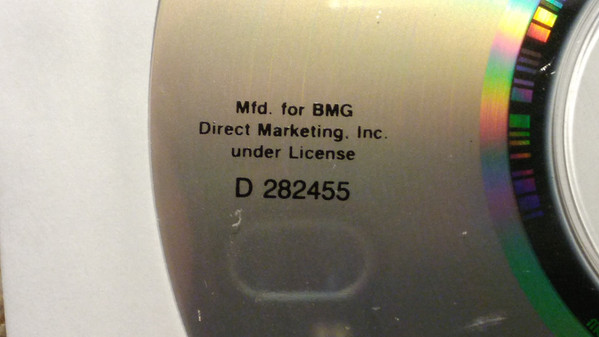 Mfd. for BMG
Direct Marketing, Inc.
under License
D 282455